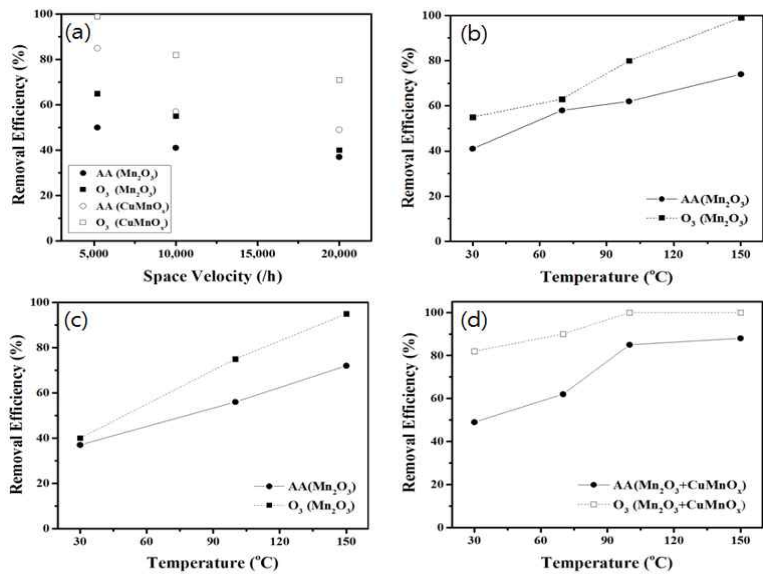 (a)
Removal Efficiency (%)
100
80
60
40
20
0
AA (Mn₂O₃)
O₃ (Mn₂O₃)
AA (CuMnOₓ)
O₃ (CuMnOₓ)
5,000 10,000 15,000 20,000
Space Velocity (/h)
(b)
Removal Efficiency (%)
100
80
60
40
20
0
AA(Mn₂O₃)
O₃ (Mn₂O₃)
30 60 90 120 150
Temperature (°C)
(c)
Removal Efficiency (%)
100
80
60
40
20
0
AA(Mn₂O₃)
O₃ (Mn₂O₃)
30 60 90 120 150
Temperature (°C)
(d)
Removal Efficiency (%)
100
80
60
40
20
0
AA(Mn₂O₃+CuMnOₓ)
O₃ (Mn₂O₃+CuMnOₓ)
30 60 90 120 150
Temperature (°C)